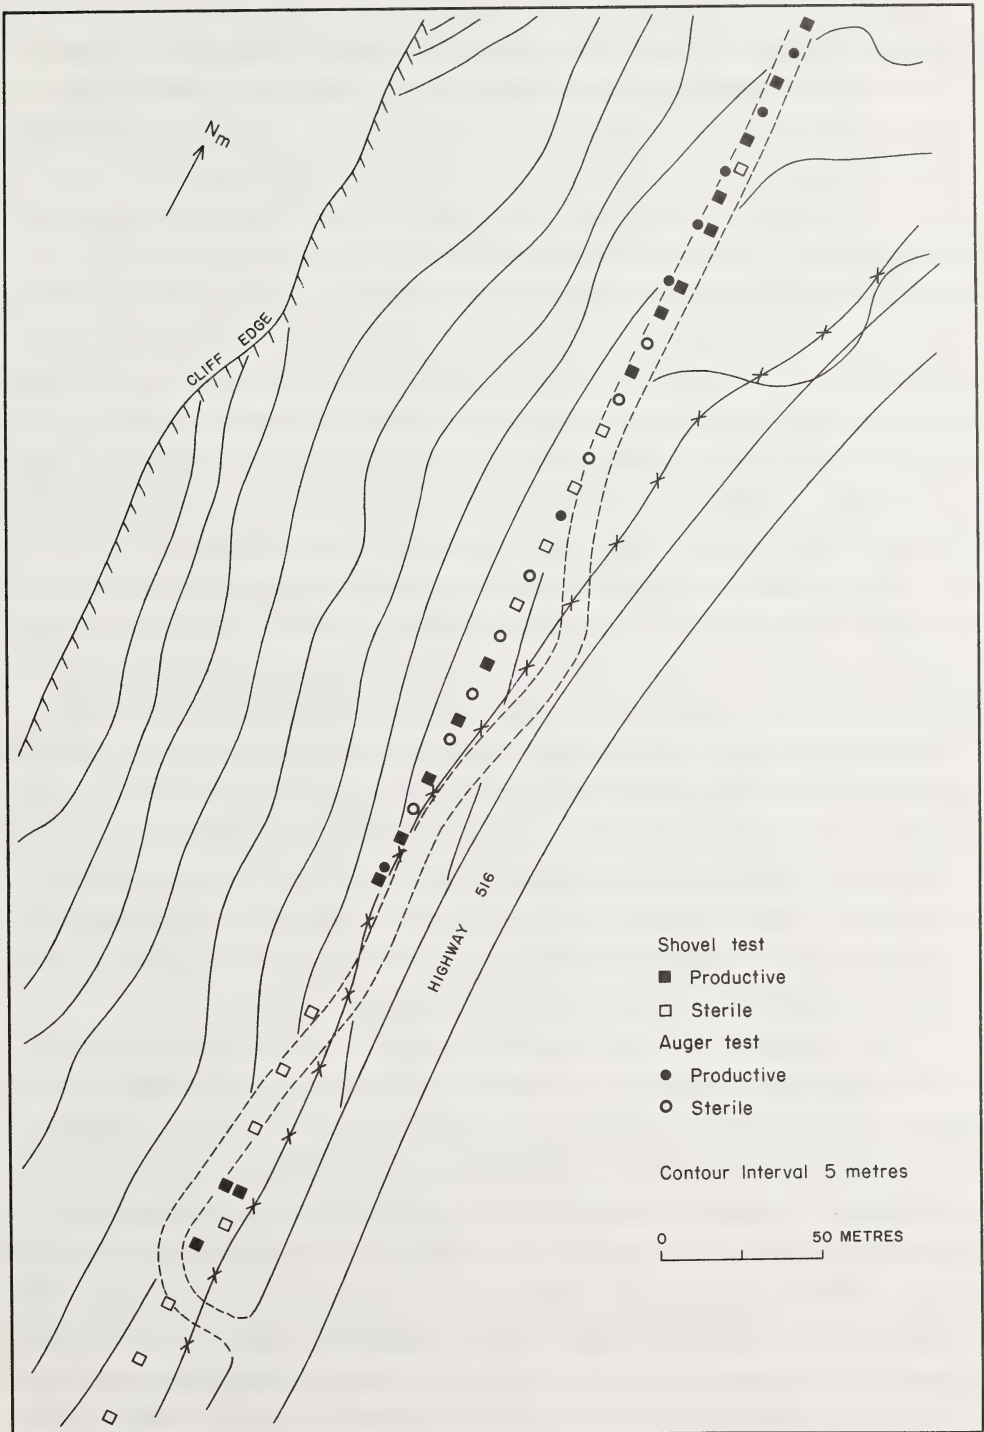 Nm
CLIFF EDGE
HIGHWAY 516
Shovel test
Productive
Sterile
Auger test
Productive
Sterile
Contour Interval 5 metres
0 50 METRES